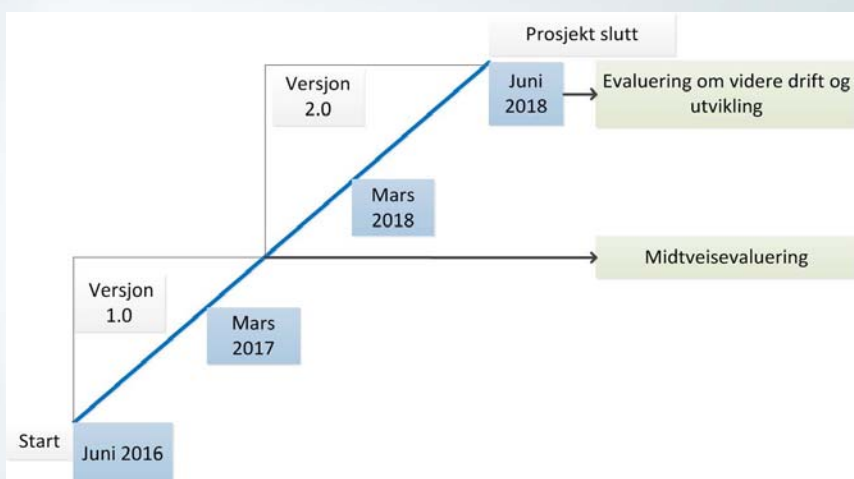 Prosjekt slutt
Versjon
2.0
Juni
2018
Evaluering om videre drift og
utvikling
Mars
2018
Midtveisevaluering
Versjon
1.0
Mars
2017
Start
Juni 2016